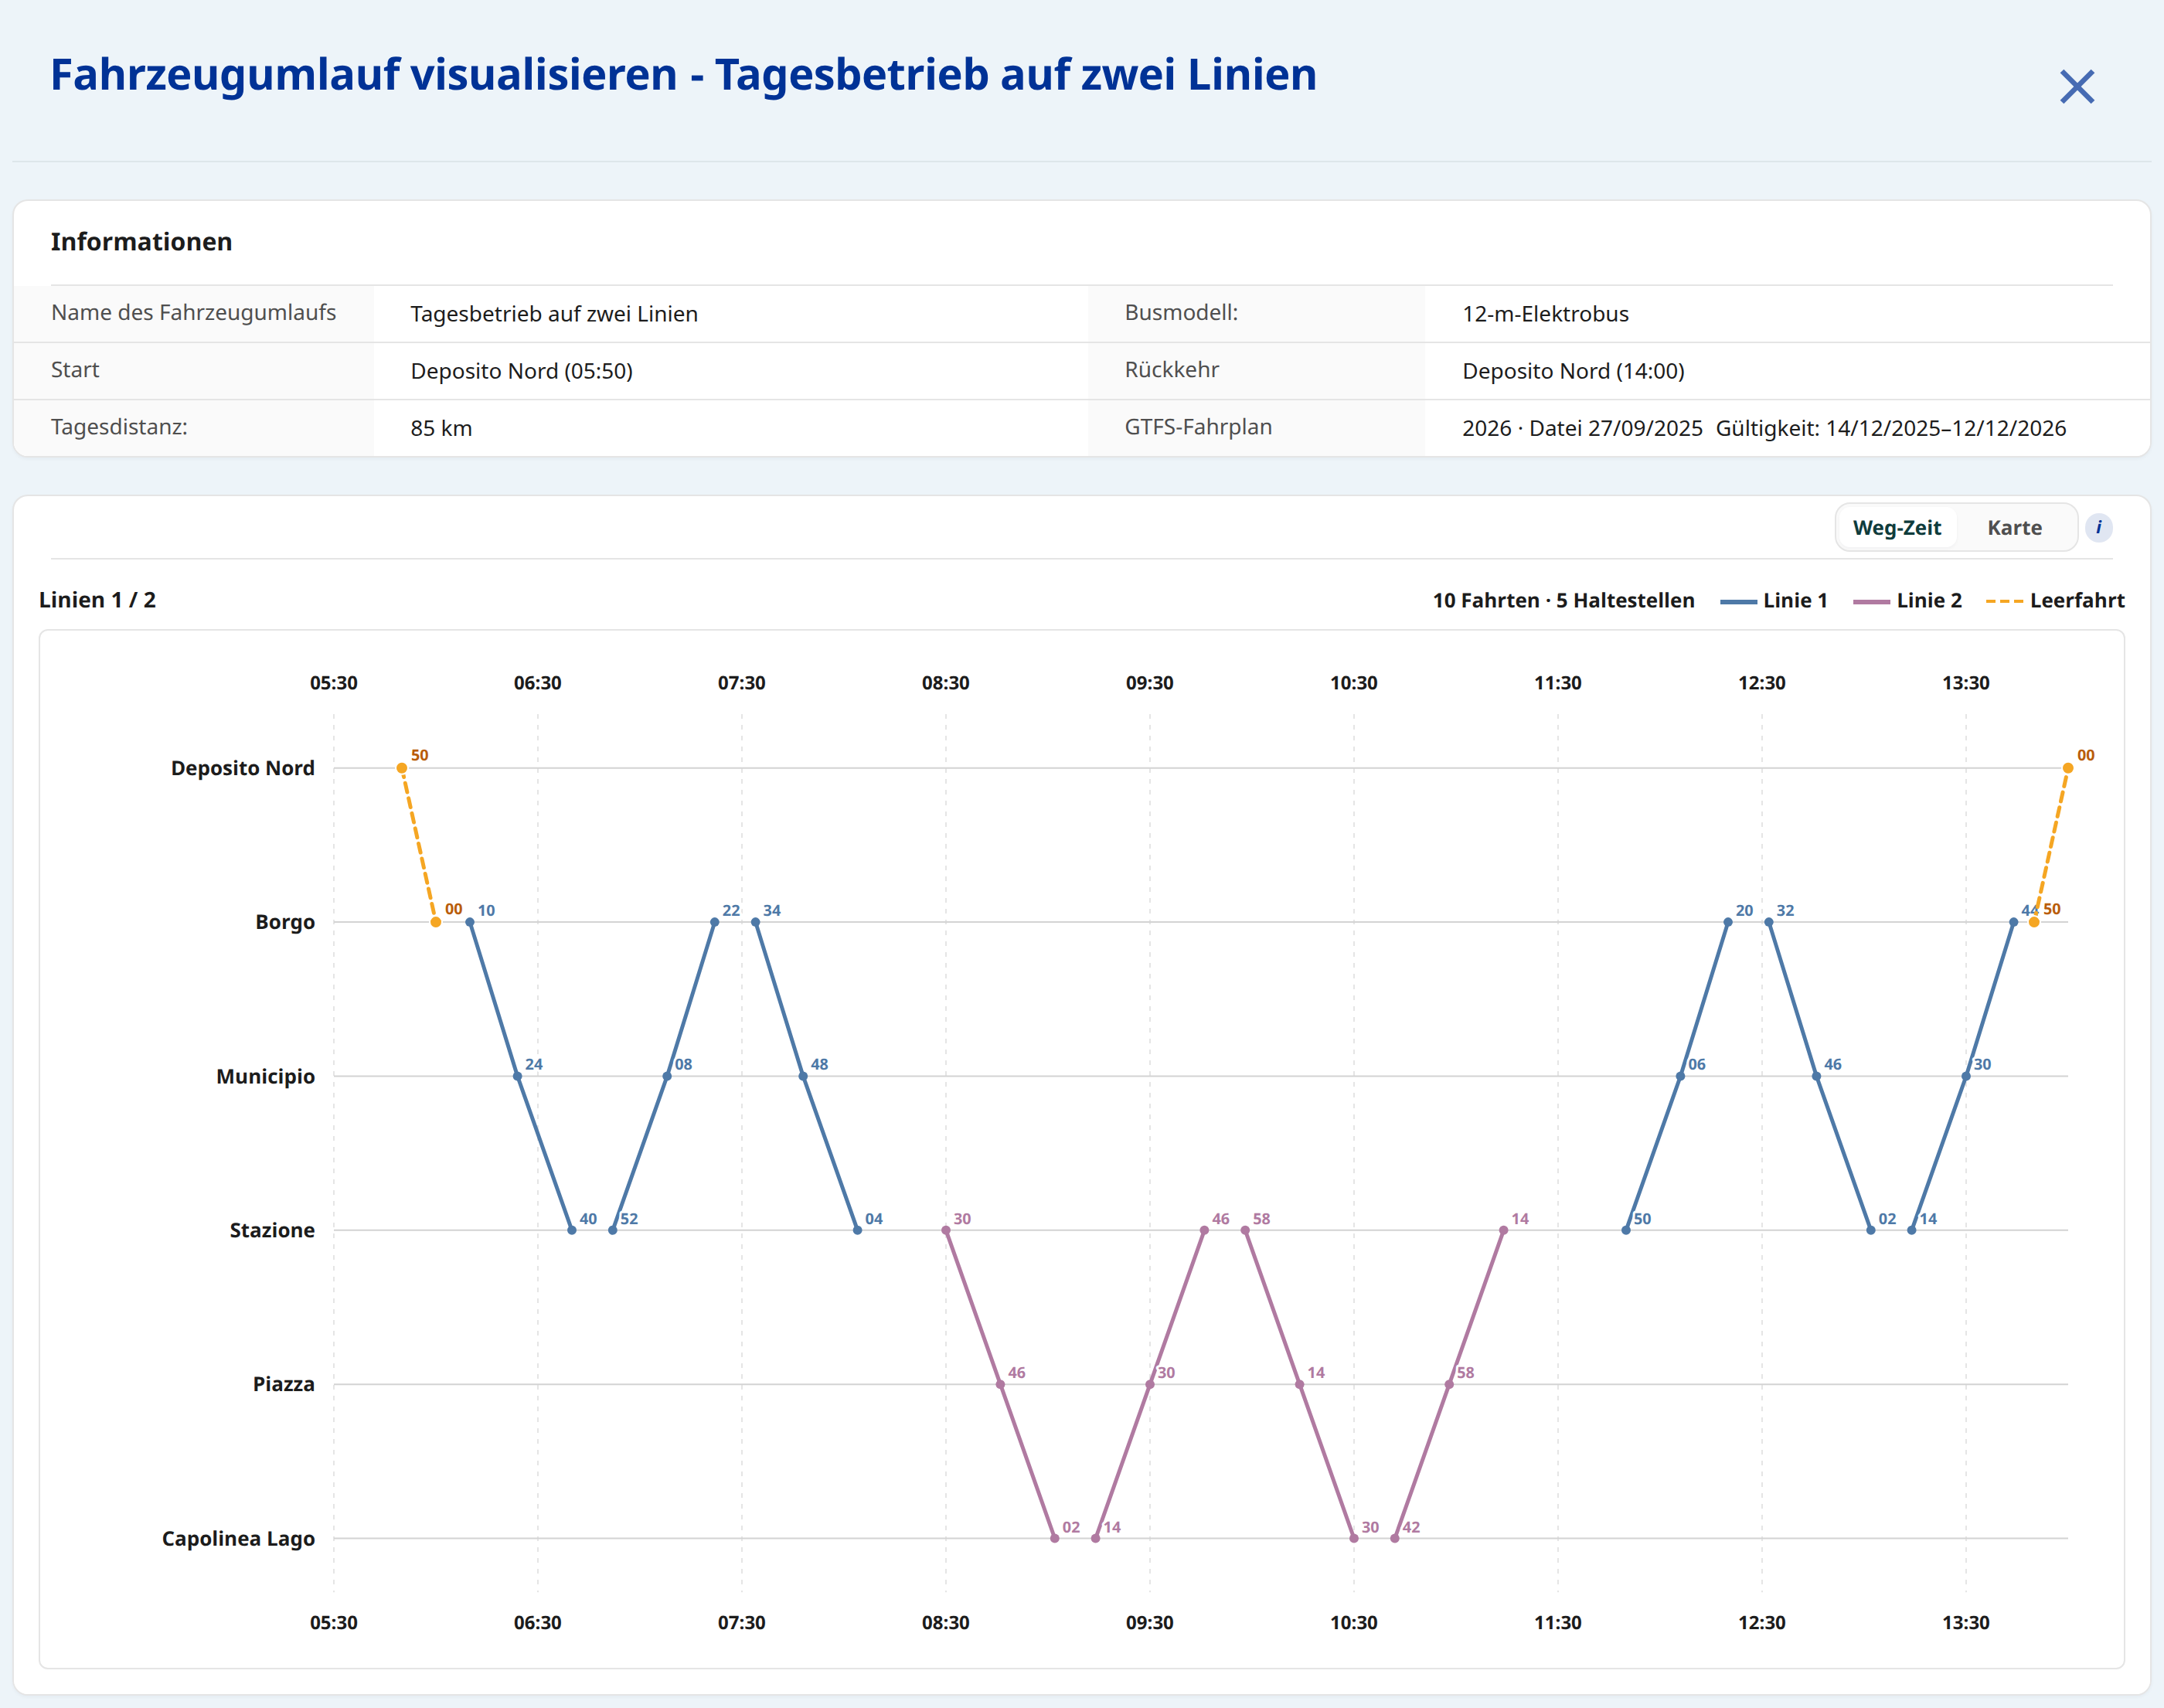 Fahrzeugumlauf visualisieren - Tagesbetrieb auf zwei Linien
Informationen
Name des Fahrzeugumlaufs Tagesbetrieb auf zwei Linien Busmodell: 12-m-Elektrobus
Start Deposito Nord (05:50) Rückkehr Deposito Nord (14:00)
Tagesdistanz: 85 km GTFS-Fahrplan 2026 · Datei 27/09/2025 Gültigkeit: 14/12/2025–12/12/2026
Weg-Zeit Karte i
Linien 1 / 2 10 Fahrten · 5 Haltestellen Linie 1 Linie 2 Leerfahrt
05:30 06:30 07:30 08:30 09:30 10:30 11:30 12:30 13:30
50 00
Deposito Nord
00 10 22 34 20 32 44 50
Borgo
24 08 48 06 46 30
Municipio
40 52 04 30 46 58 14 50 02 14
Stazione
46 30 14 58
Piazza
02 14 30 42
Capolinea Lago
05:30 06:30 07:30 08:30 09:30 10:30 11:30 12:30 13:30